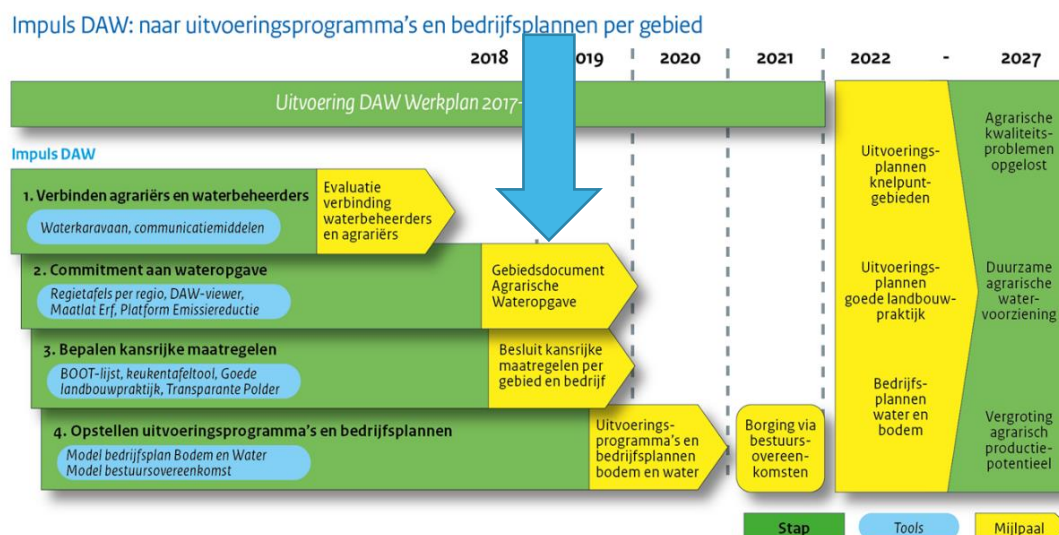 Impuls DAW: naar uitvoeringsprogramma's en bedrijfsplannen per gebied
2018 2019 2020 2021 2022 - 2027
Uitvoering DAW Werkplan 2017-
Impuls DAW
1. Verbinden agrariërs en waterbeheerders
Waterkaravaan, communicatiemiddelen
Evaluatie
verbinding
waterbeheerders
en agrariërs
2. Commitment aan wateropgave
Regietafels per regio, DAW-viewer,
Maatlat Erf, Platform Emissiereductie
Gebiedsdocument
Agrarische
Wateropgave
3. Bepalen kansrijke maatregelen
BOOT-lijst, keukentafeltool, Goede
landbouwpraktijk, Transparante Polder
Besluit kansrijke
maatregelen per
gebied en bedrijf
4. Opstellen uitvoeringsprogramma's en bedrijfsplannen
Model bedrijfsplan Bodem en Water
Model bestuursovereenkomst
Uitvoerings-
programma's en
bedrijfsplannen
bodem en water
Borging via
bestuurs-
overeen-
komsten
Uitvoerings-
plannen
knelpunt-
gebieden
Uitvoerings-
plannen
goede landbouw-
praktijk
Bedrijfs-
plannen
water en
bodem
Agrarische
kwaliteits-
problemen
opgelost
Duurzame
agrarische
water-
voorziening
Vergroting
agrarisch
productie-
potentieel
Stap
Tools
Mijlpaal